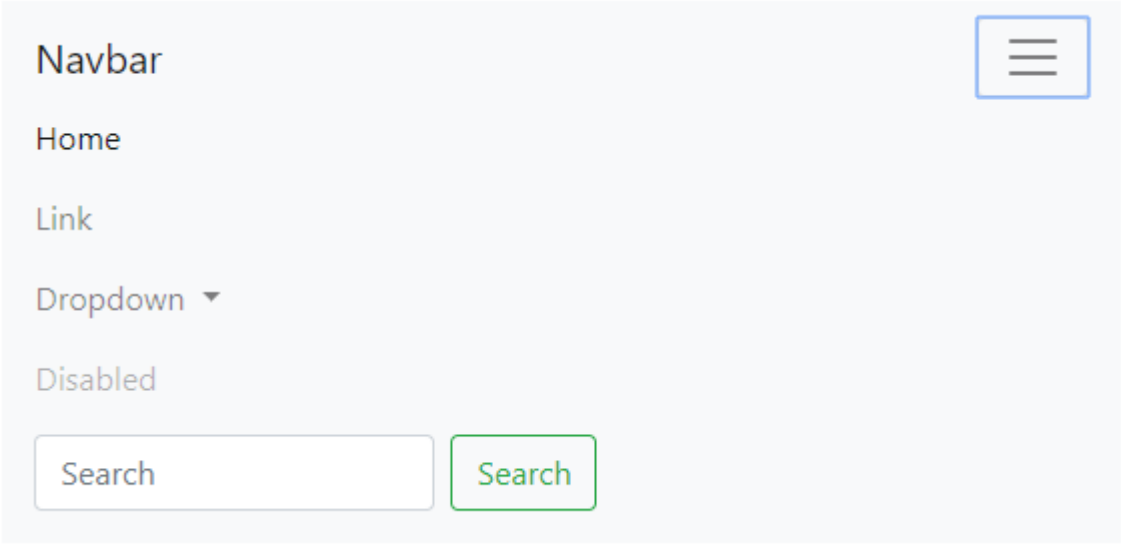 Navbar
Home
Link
Dropdown
Disabled
Search Search